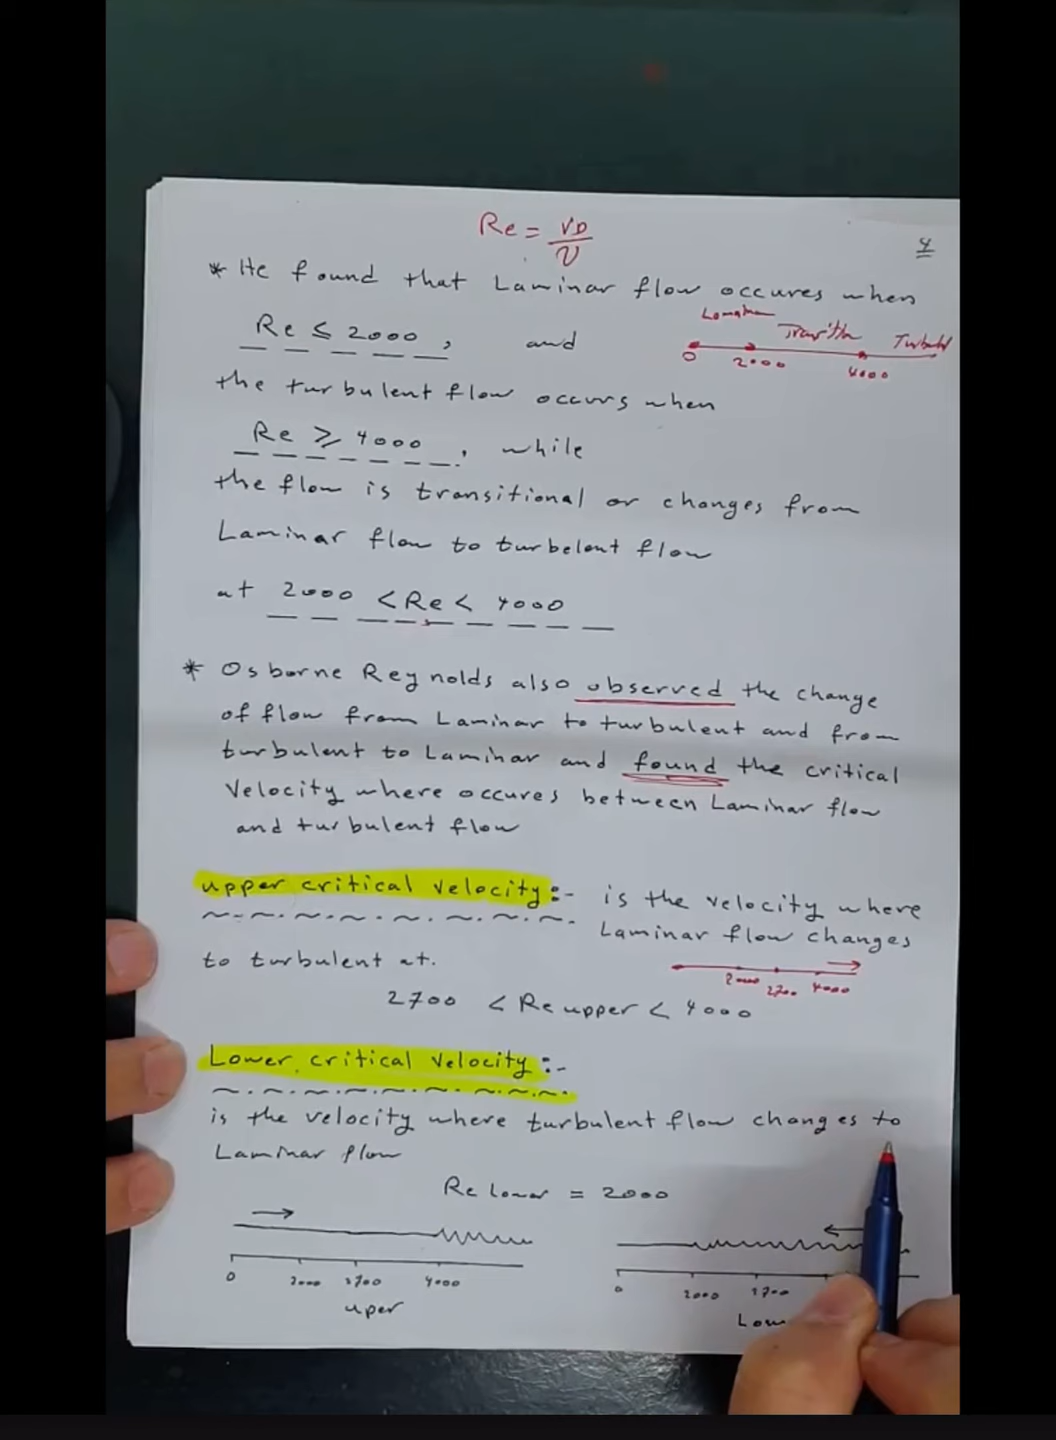 Re = VD/ν
4
* He found that Laminar flow occures when
Re ≤ 2000, and
Transition
0 2000 4000
the turbulent flow occurs when
Re ≥ 4000, while
the flow is transitional or changes from
Laminar flow to turbelent flow
at 2000 < Re < 4000
* Osborne Reynolds also observed the change
of flow from Laminar to turbulent and from
turbulent to Laminar and found the critical
Velocity where occures between Laminar flow
and turbulent flow
upper critical velocity:- is the velocity where
Laminar flow changes
to turbulent at.
2000 2700 4000
2700 < Re upper < 4000
Lower critical velocity:-
is the velocity where turbulent flow changes to
Laminar flow
Re lower = 2000
0 2000 2700 4000
uper
0 2000 2700